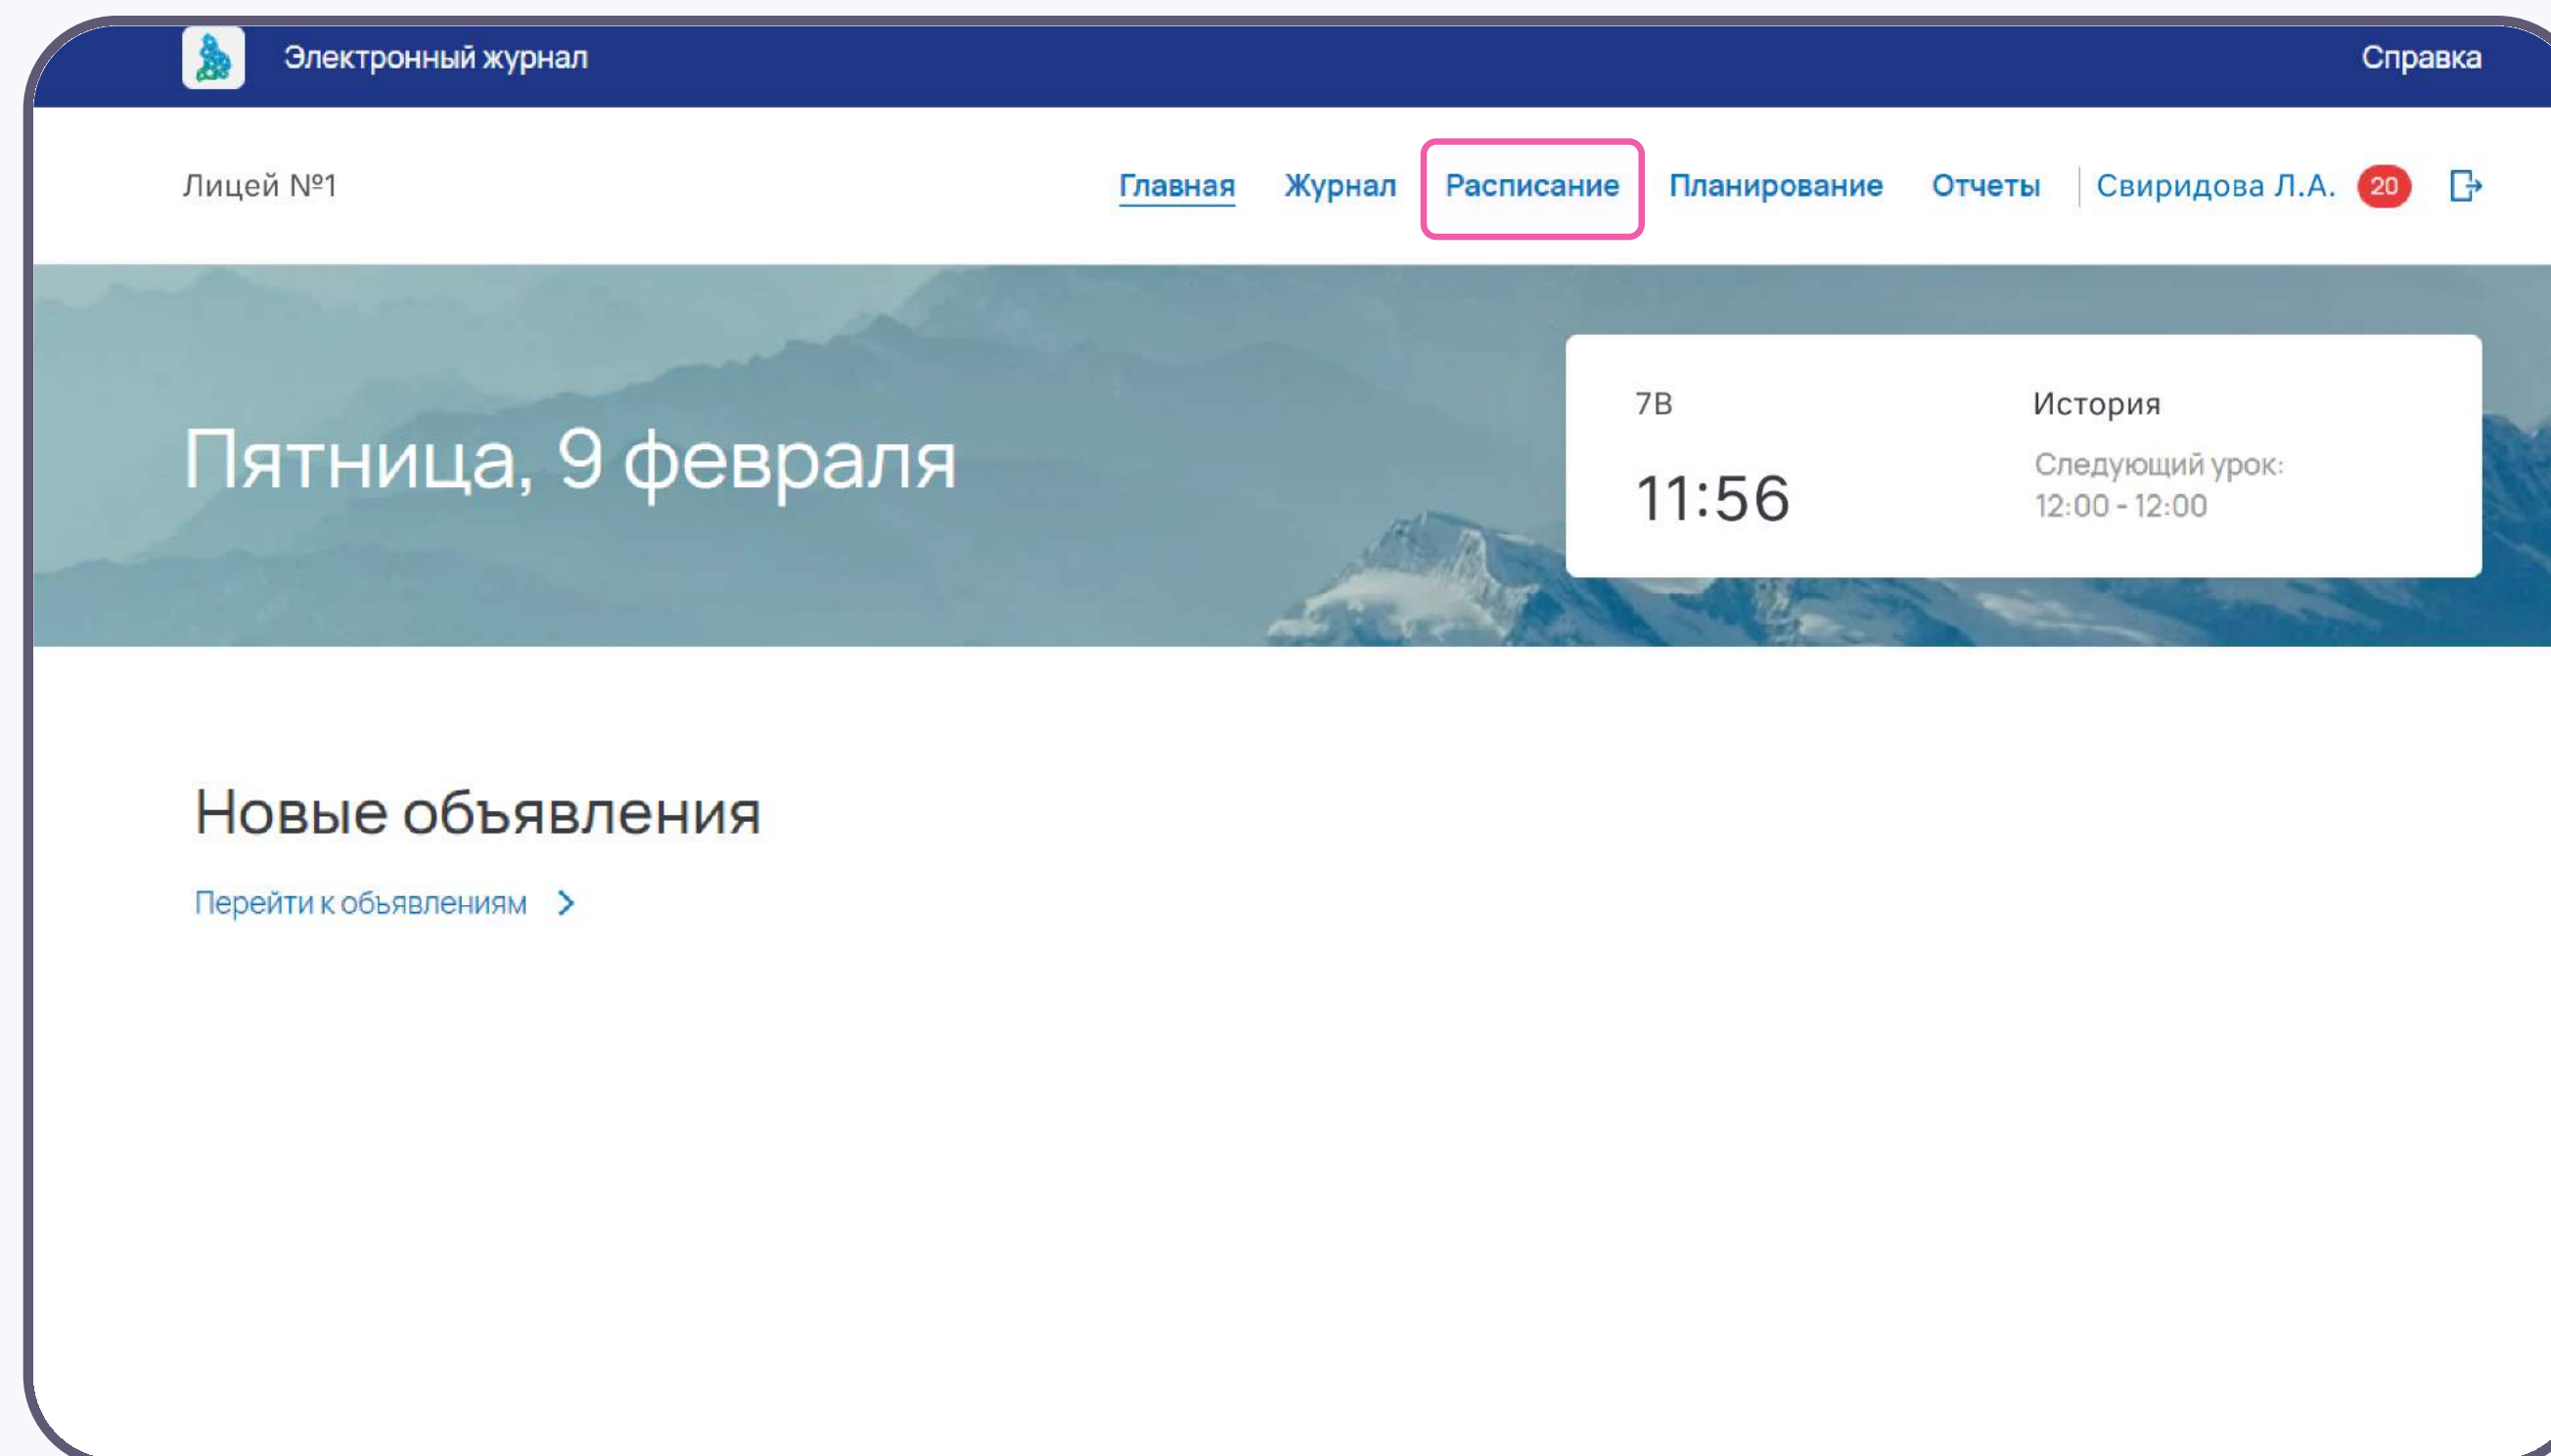 Электронный журнал
Справка
Лицей №1
Главная Журнал Расписание Планирование Отчеты Свиридова Л.А. 20
Пятница, 9 февраля
7В
11:56
История
Следующий урок:
12:00 - 12:00
Новые объявления
Перейти к объявлениям